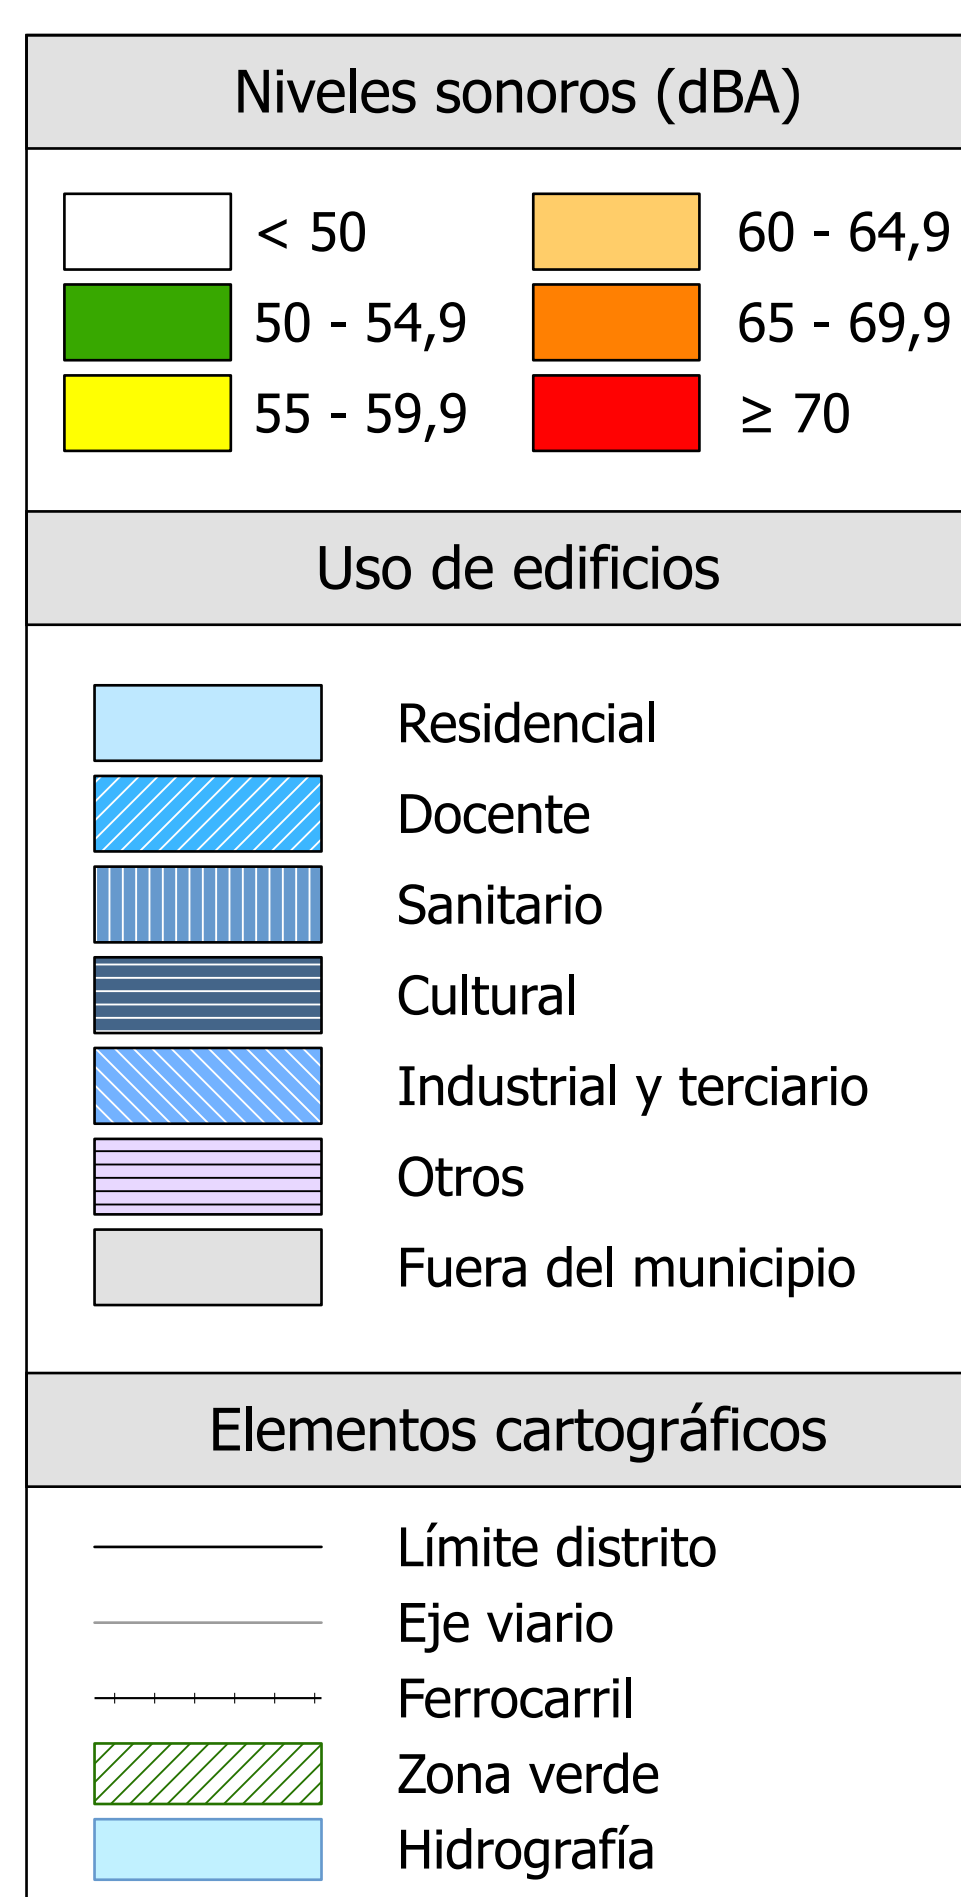 Niveles sonoros (dBA)
< 50
60 - 64,9
50 - 54,9
65 - 69,9
55 - 59,9
≥ 70
Uso de edificios
Residencial
Docente
Sanitario
Cultural
Industrial y terciario
Otros
Fuera del municipio
Elementos cartográficos
Límite distrito
Eje viario
Ferrocarril
Zona verde
Hidrografía